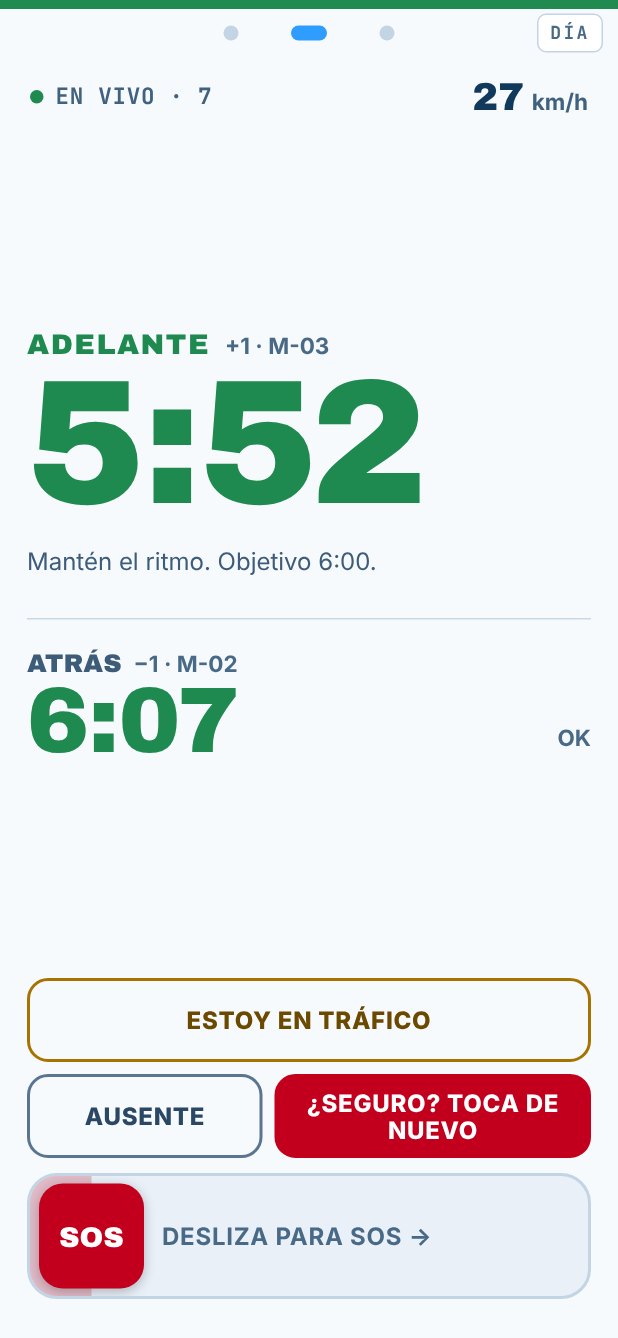 DÍA
EN VIVO · 7
27 km/h
ADELANTE +1 · M-03
5:52
Mantén el ritmo. Objetivo 6:00.
ATRÁS −1 · M-02
6:07
OK
ESTOY EN TRÁFICO
AUSENTE
¿SEGURO? TOCA DE
NUEVO
SOS
DESLIZA PARA SOS →